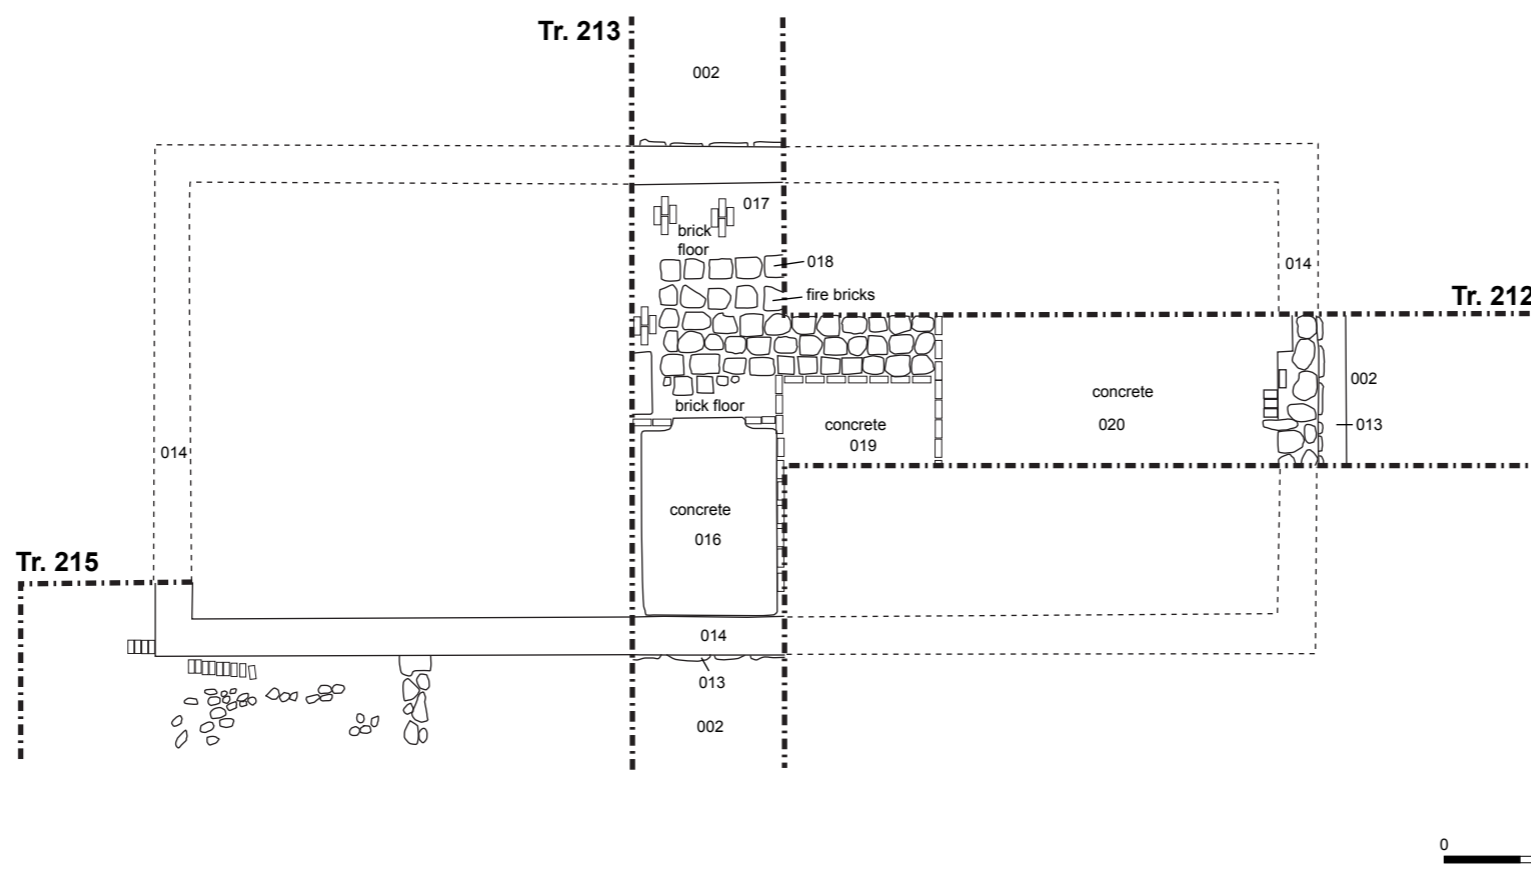 Tr. 213
002
017
brick
floor
018
014
fire bricks
Tr. 212
concrete
002
brick floor
concrete
020
013
019
014
concrete
016
Tr. 215
014
013
002
0